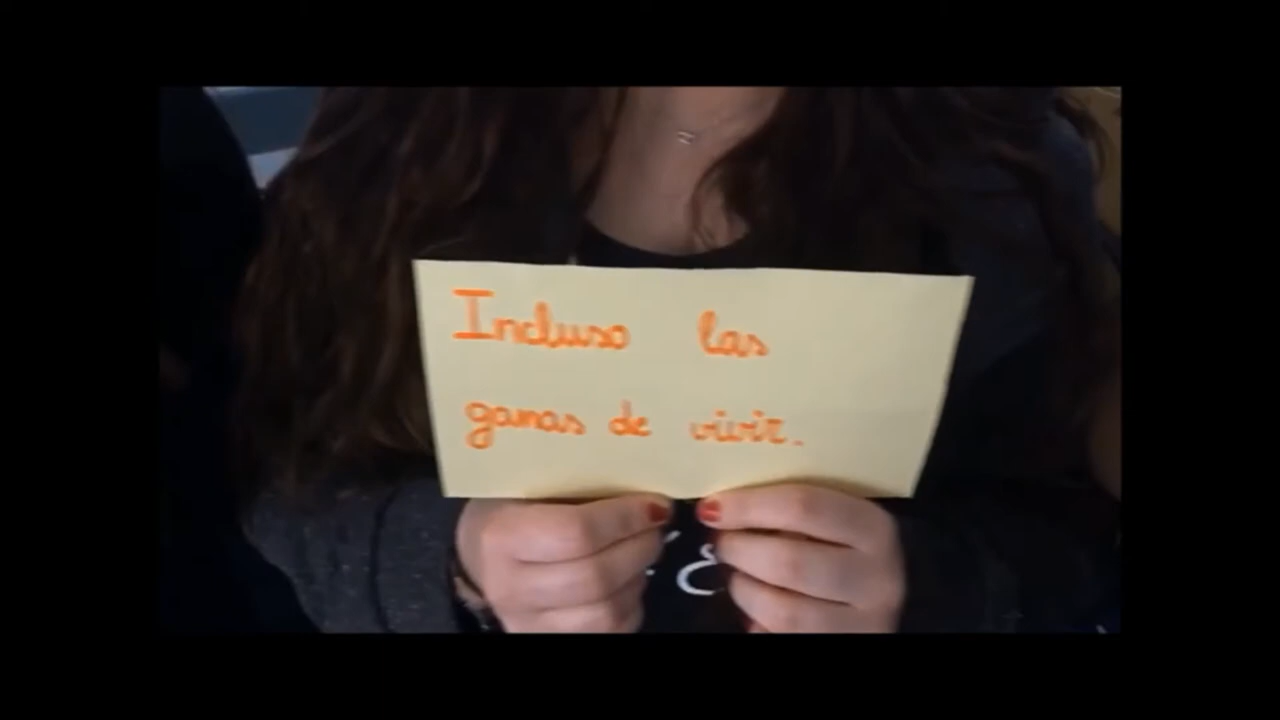 Incluso las
ganas de vivir.